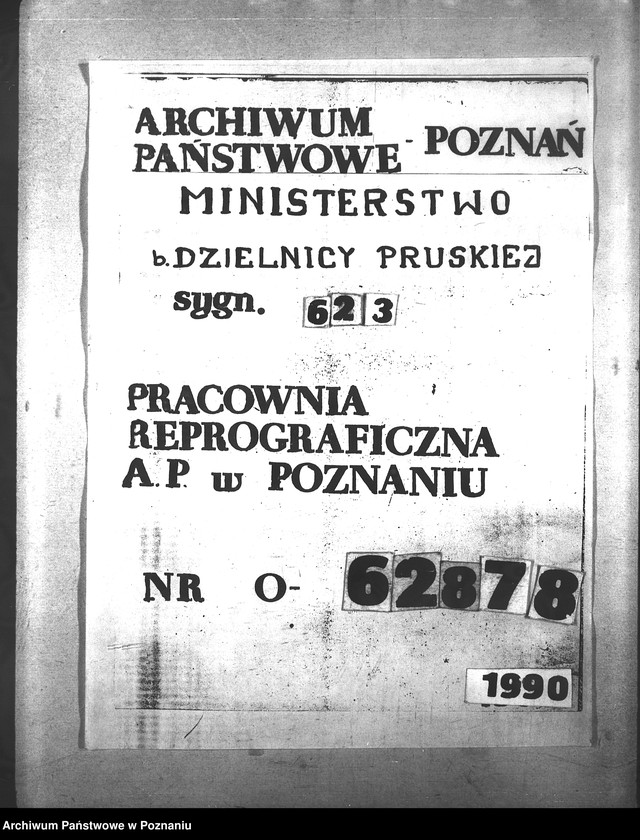 ARCHIWUM
PAŃSTWOWE - POZNAŃ
MINISTERSTWO
b. DZIELNICY PRUSKIEJ
sygn. 623
PRACOWNIA
REPROGRAFICZNA
A.P. w POZNANIU
NR O- 62878
1990
Archiwum Państwowe w Poznaniu